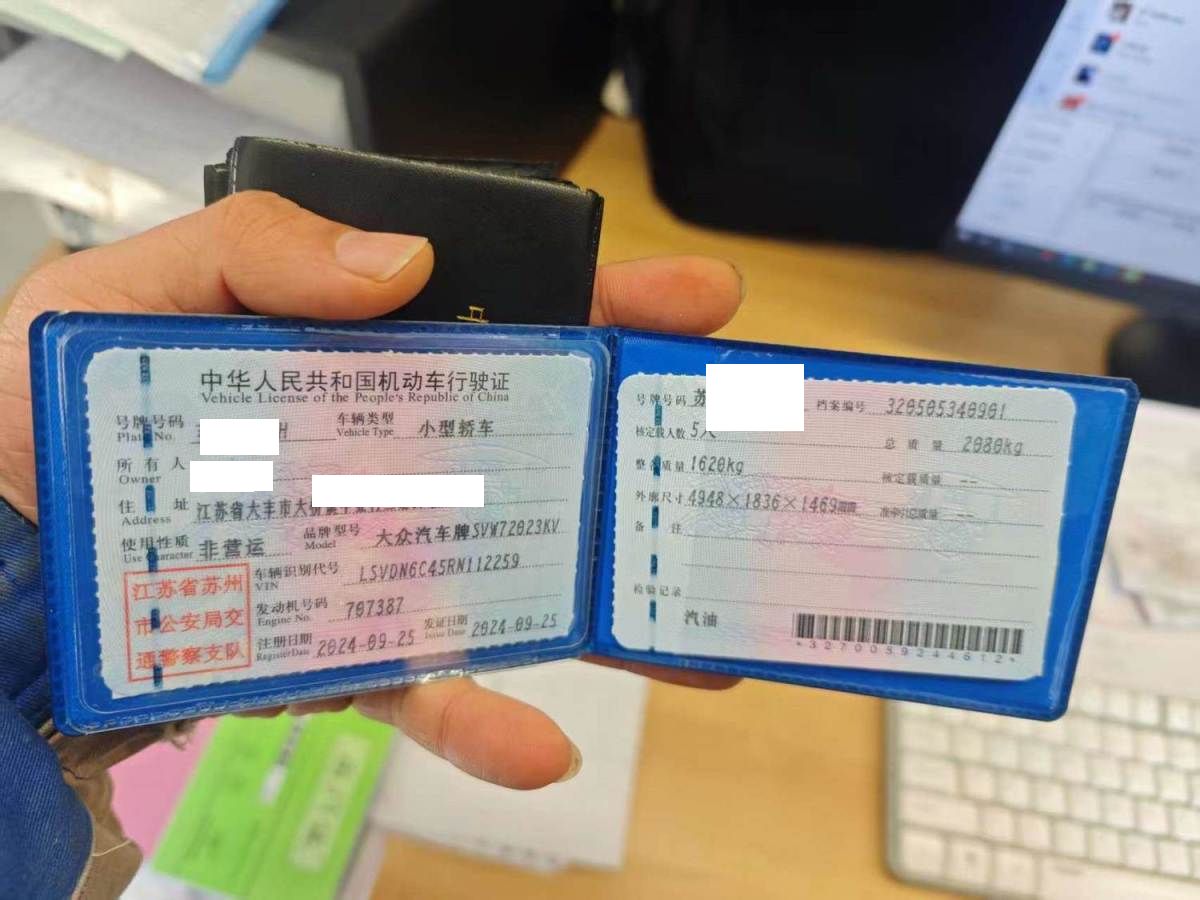 中华人民共和国机动车行驶证
Vehicle License of the People's Republic of China
号牌号码
Plate No.
H
车辆类型
Vehicle Type
小型轿车
所有人
Owner
住址
Address
江苏省大丰市大
使用性质
Use Character
非营运
品牌型号
Model
大众汽车牌SVW72023KV
江苏省苏州
市公安局交
通警察支队
车辆识别代号
VIN
LSVDN6C45RN112259
发动机号码
Engine No.
707387
注册日期
Register Date
2024-09-25
发证日期
Issue Date
2024-09-25
号牌号码
苏
档案编号
320505340901
核定载人数
5人
总质量
2080kg
整备质量
1620kg
核定载质量
--
外廓尺寸
4948×1836×1469mm
准牵引总质量
--
备注
检验记录
汽油
*3270059244612*